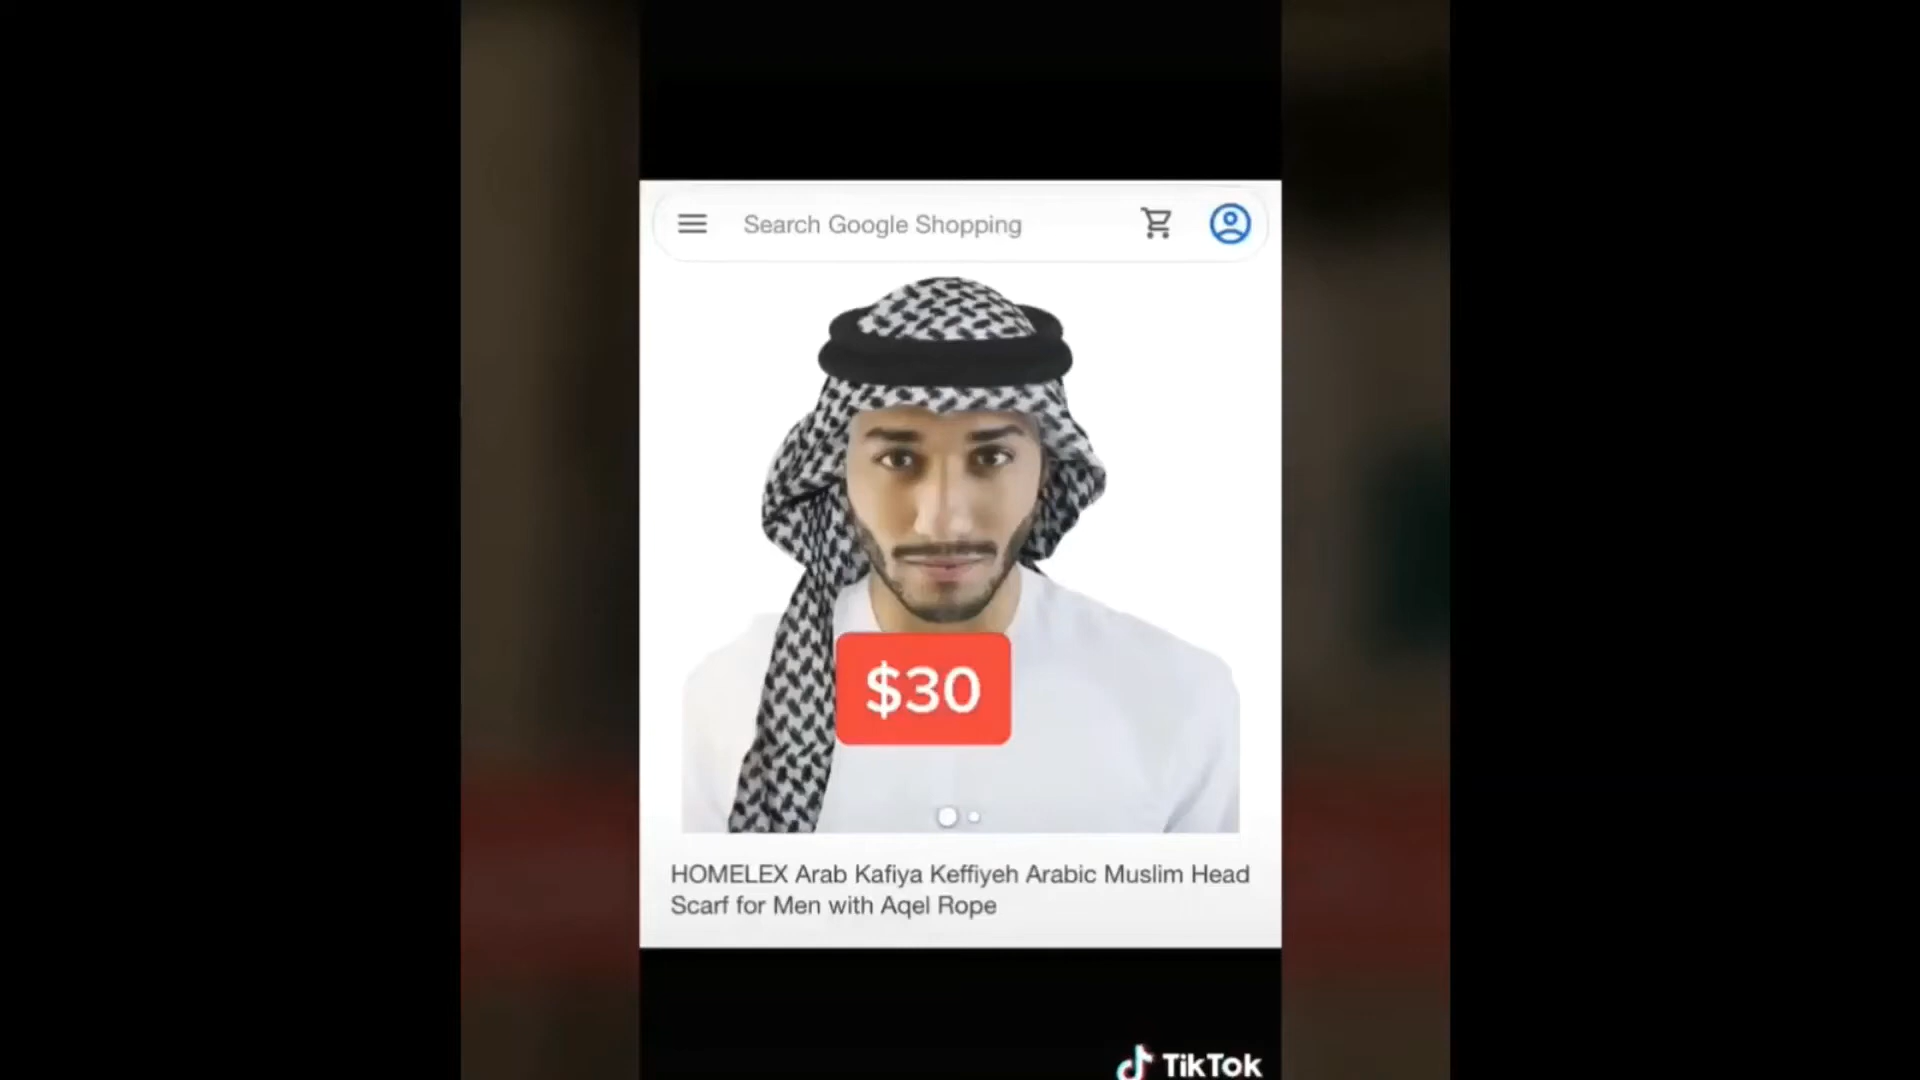 Search Google Shopping
$30
HOMELEX Arab Kafiya Keffiyeh Arabic Muslim Head
Scarf for Men with Aqel Rope
TikTok